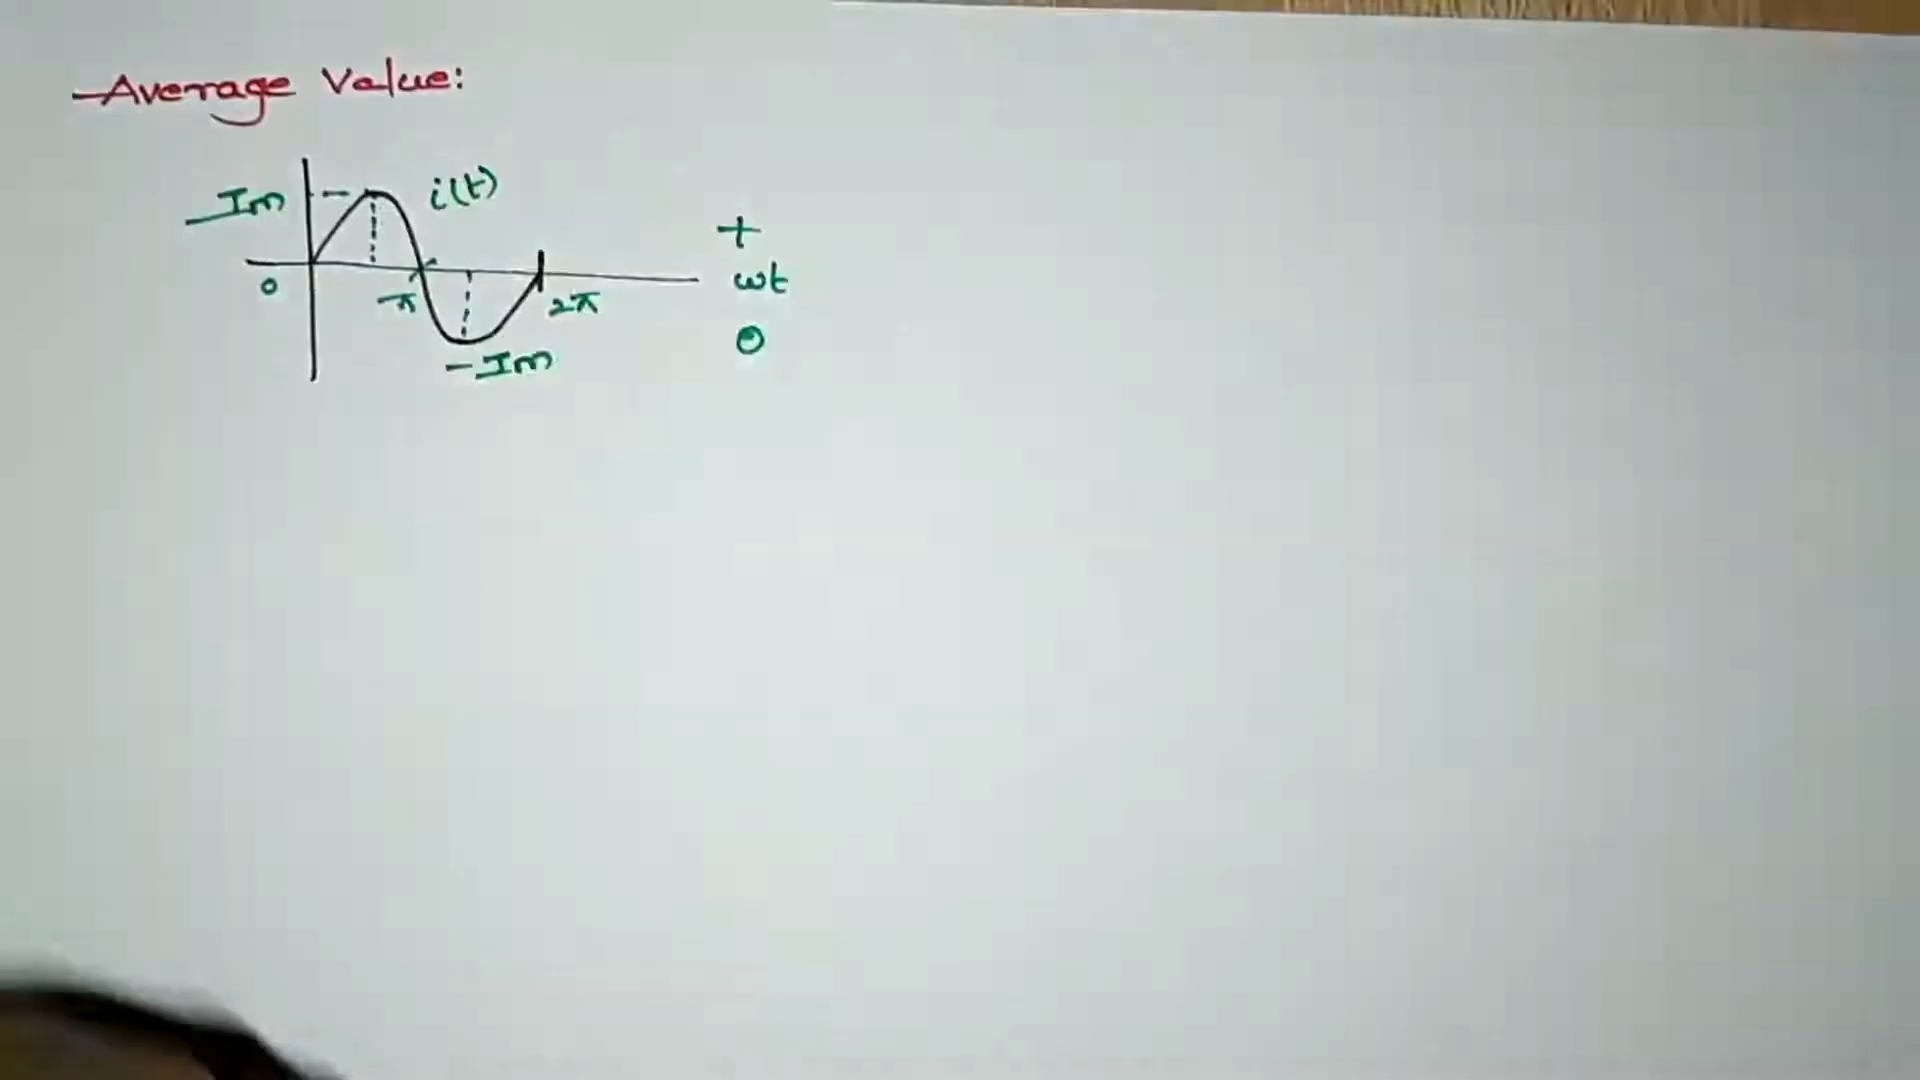 Average Value:
Im
i(t)
t
ωt
0
π
2π
θ
-Im